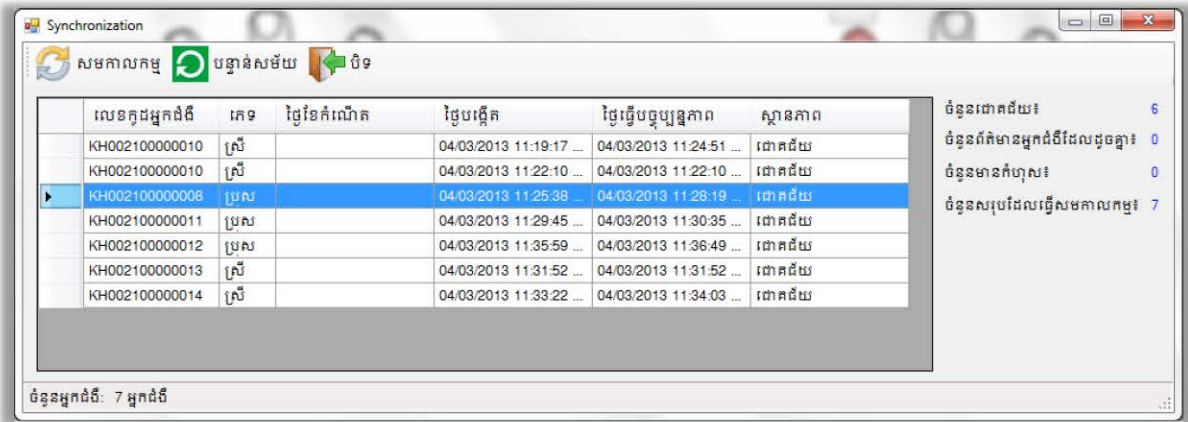 Synchronization
សមកាលកម្ម បន្ទាន់សម័យ បិទ
លេខកូដអ្នកជំងឺ ភេទ ថ្ងៃខែកំណើត ថ្ងៃបង្កើត ថ្ងៃធ្វើបច្ចុប្បន្នភាព ស្ថានភាព
KH002100000010 ស្រី 04/03/2013 11:19:17 ... 04/03/2013 11:24:51 ... ជោគជ័យ
KH002100000010 ស្រី 04/03/2013 11:22:10 ... 04/03/2013 11:22:10 ... ជោគជ័យ
KH002100000008 ប្រុស 04/03/2013 11:25:38 ... 04/03/2013 11:28:19 ... ជោគជ័យ
KH002100000011 ប្រុស 04/03/2013 11:29:45 ... 04/03/2013 11:30:35 ... ជោគជ័យ
KH002100000012 ប្រុស 04/03/2013 11:35:59 ... 04/03/2013 11:36:49 ... ជោគជ័យ
KH002100000013 ស្រី 04/03/2013 11:31:52 ... 04/03/2013 11:31:52 ... ជោគជ័យ
KH002100000014 ស្រី 04/03/2013 11:33:22 ... 04/03/2013 11:34:03 ... ជោគជ័យ
ចំនួនជោគជ័យ៖ 6
ចំនួនព័ត៌មានអ្នកជំងឺដែលដូចគ្នា៖ 0
ចំនួនមានកំហុស៖ 0
ចំនួនសរុបដែលធ្វើសមកាលកម្ម៖ 7
ចំនួនអ្នកជំងឺ: 7 អ្នកជំងឺ